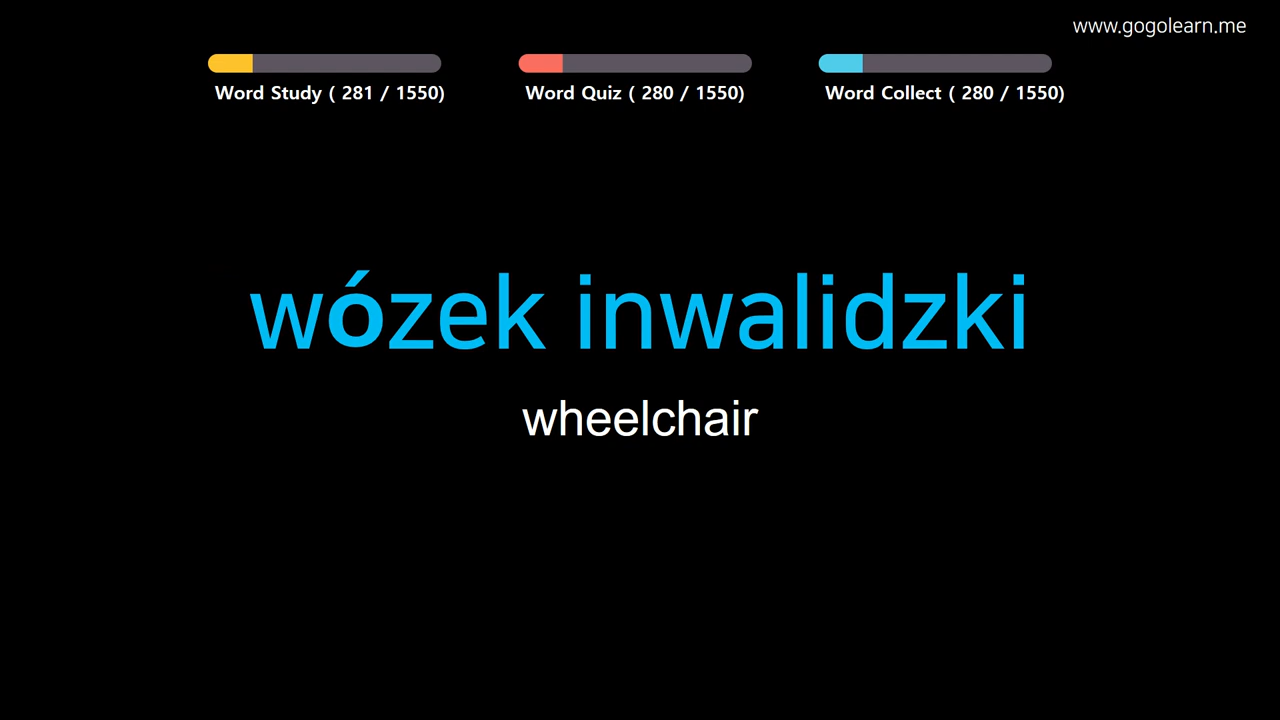 www.gogolearn.me
Word Study ( 281 / 1550)
Word Quiz ( 280 / 1550)
Word Collect ( 280 / 1550)
wózek inwalidzki
wheelchair